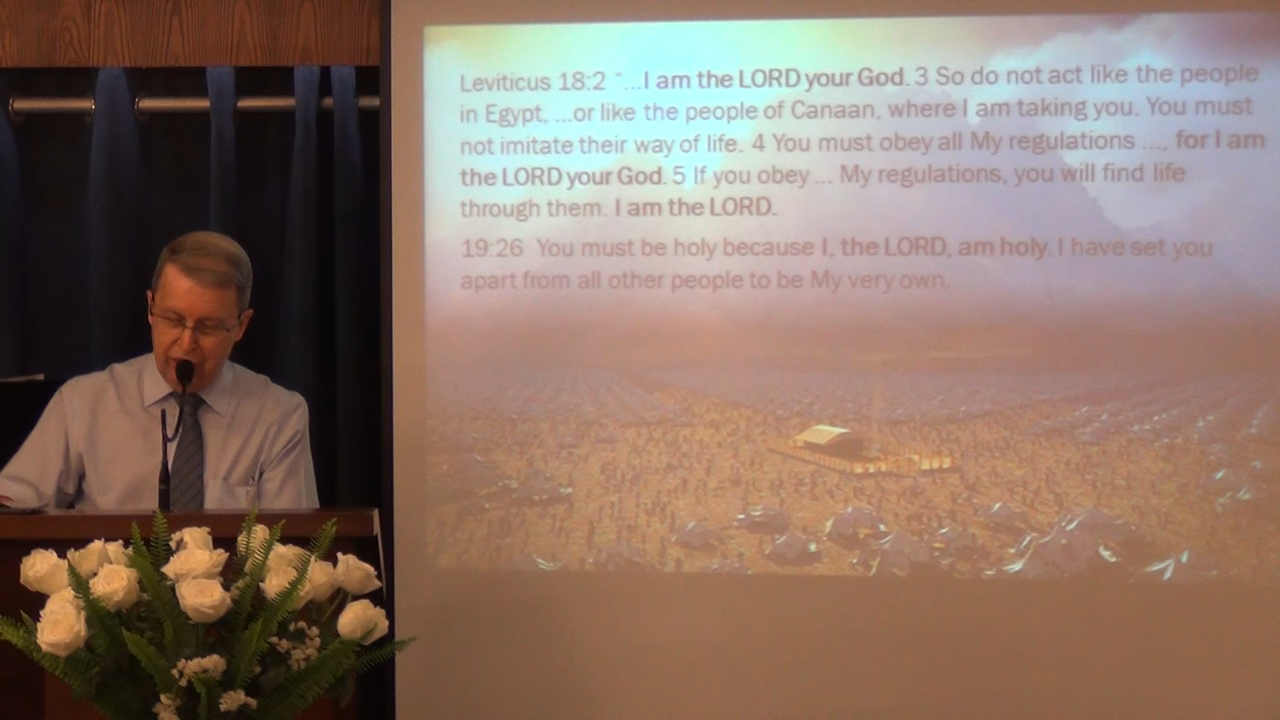 Leviticus 18:2 “...I am the LORD your God. 3 So do not act like the people
in Egypt, ...or like the people of Canaan, where I am taking you. You must
not imitate their way of life. 4 You must obey all My regulations ..., for I am
the LORD your God. 5 If you obey ... My regulations, you will find life
through them. I am the LORD.
19:26 You must be holy because I, the LORD, am holy. I have set you
apart from all other people to be My very own.